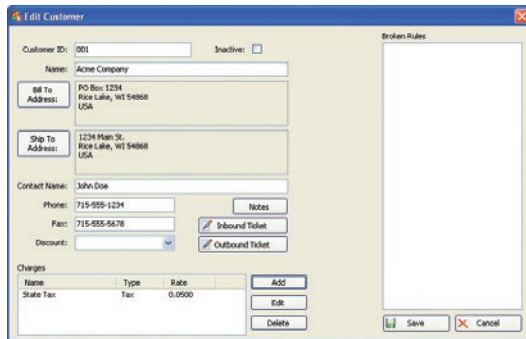 Edit Customer
Customer ID: 001 Inactive:
Name: Acme Company
Bill To Address: PO Box 1234
Rice Lake, WI 54868
USA
Ship To Address: 1234 Main St.
Rice Lake, WI 54868
USA
Contact Name: John Doe
Phone: 715-555-1234 Notes
Fax: 715-555-5678 Inbound Ticket
Discount: Outbound Ticket
Charges
Name Type Rate
State Tax Tax 0.0500
Add
Edit
Delete
Broken Rules
Save Cancel